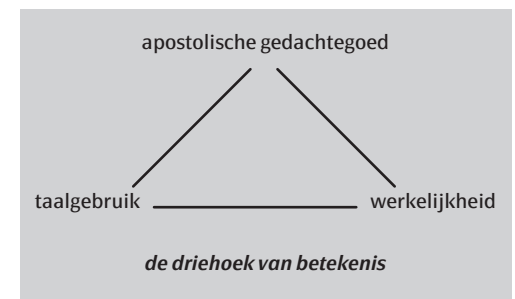 apostolische gedachtegoed
taalgebruik werkelijkheid
de driehoek van betekenis